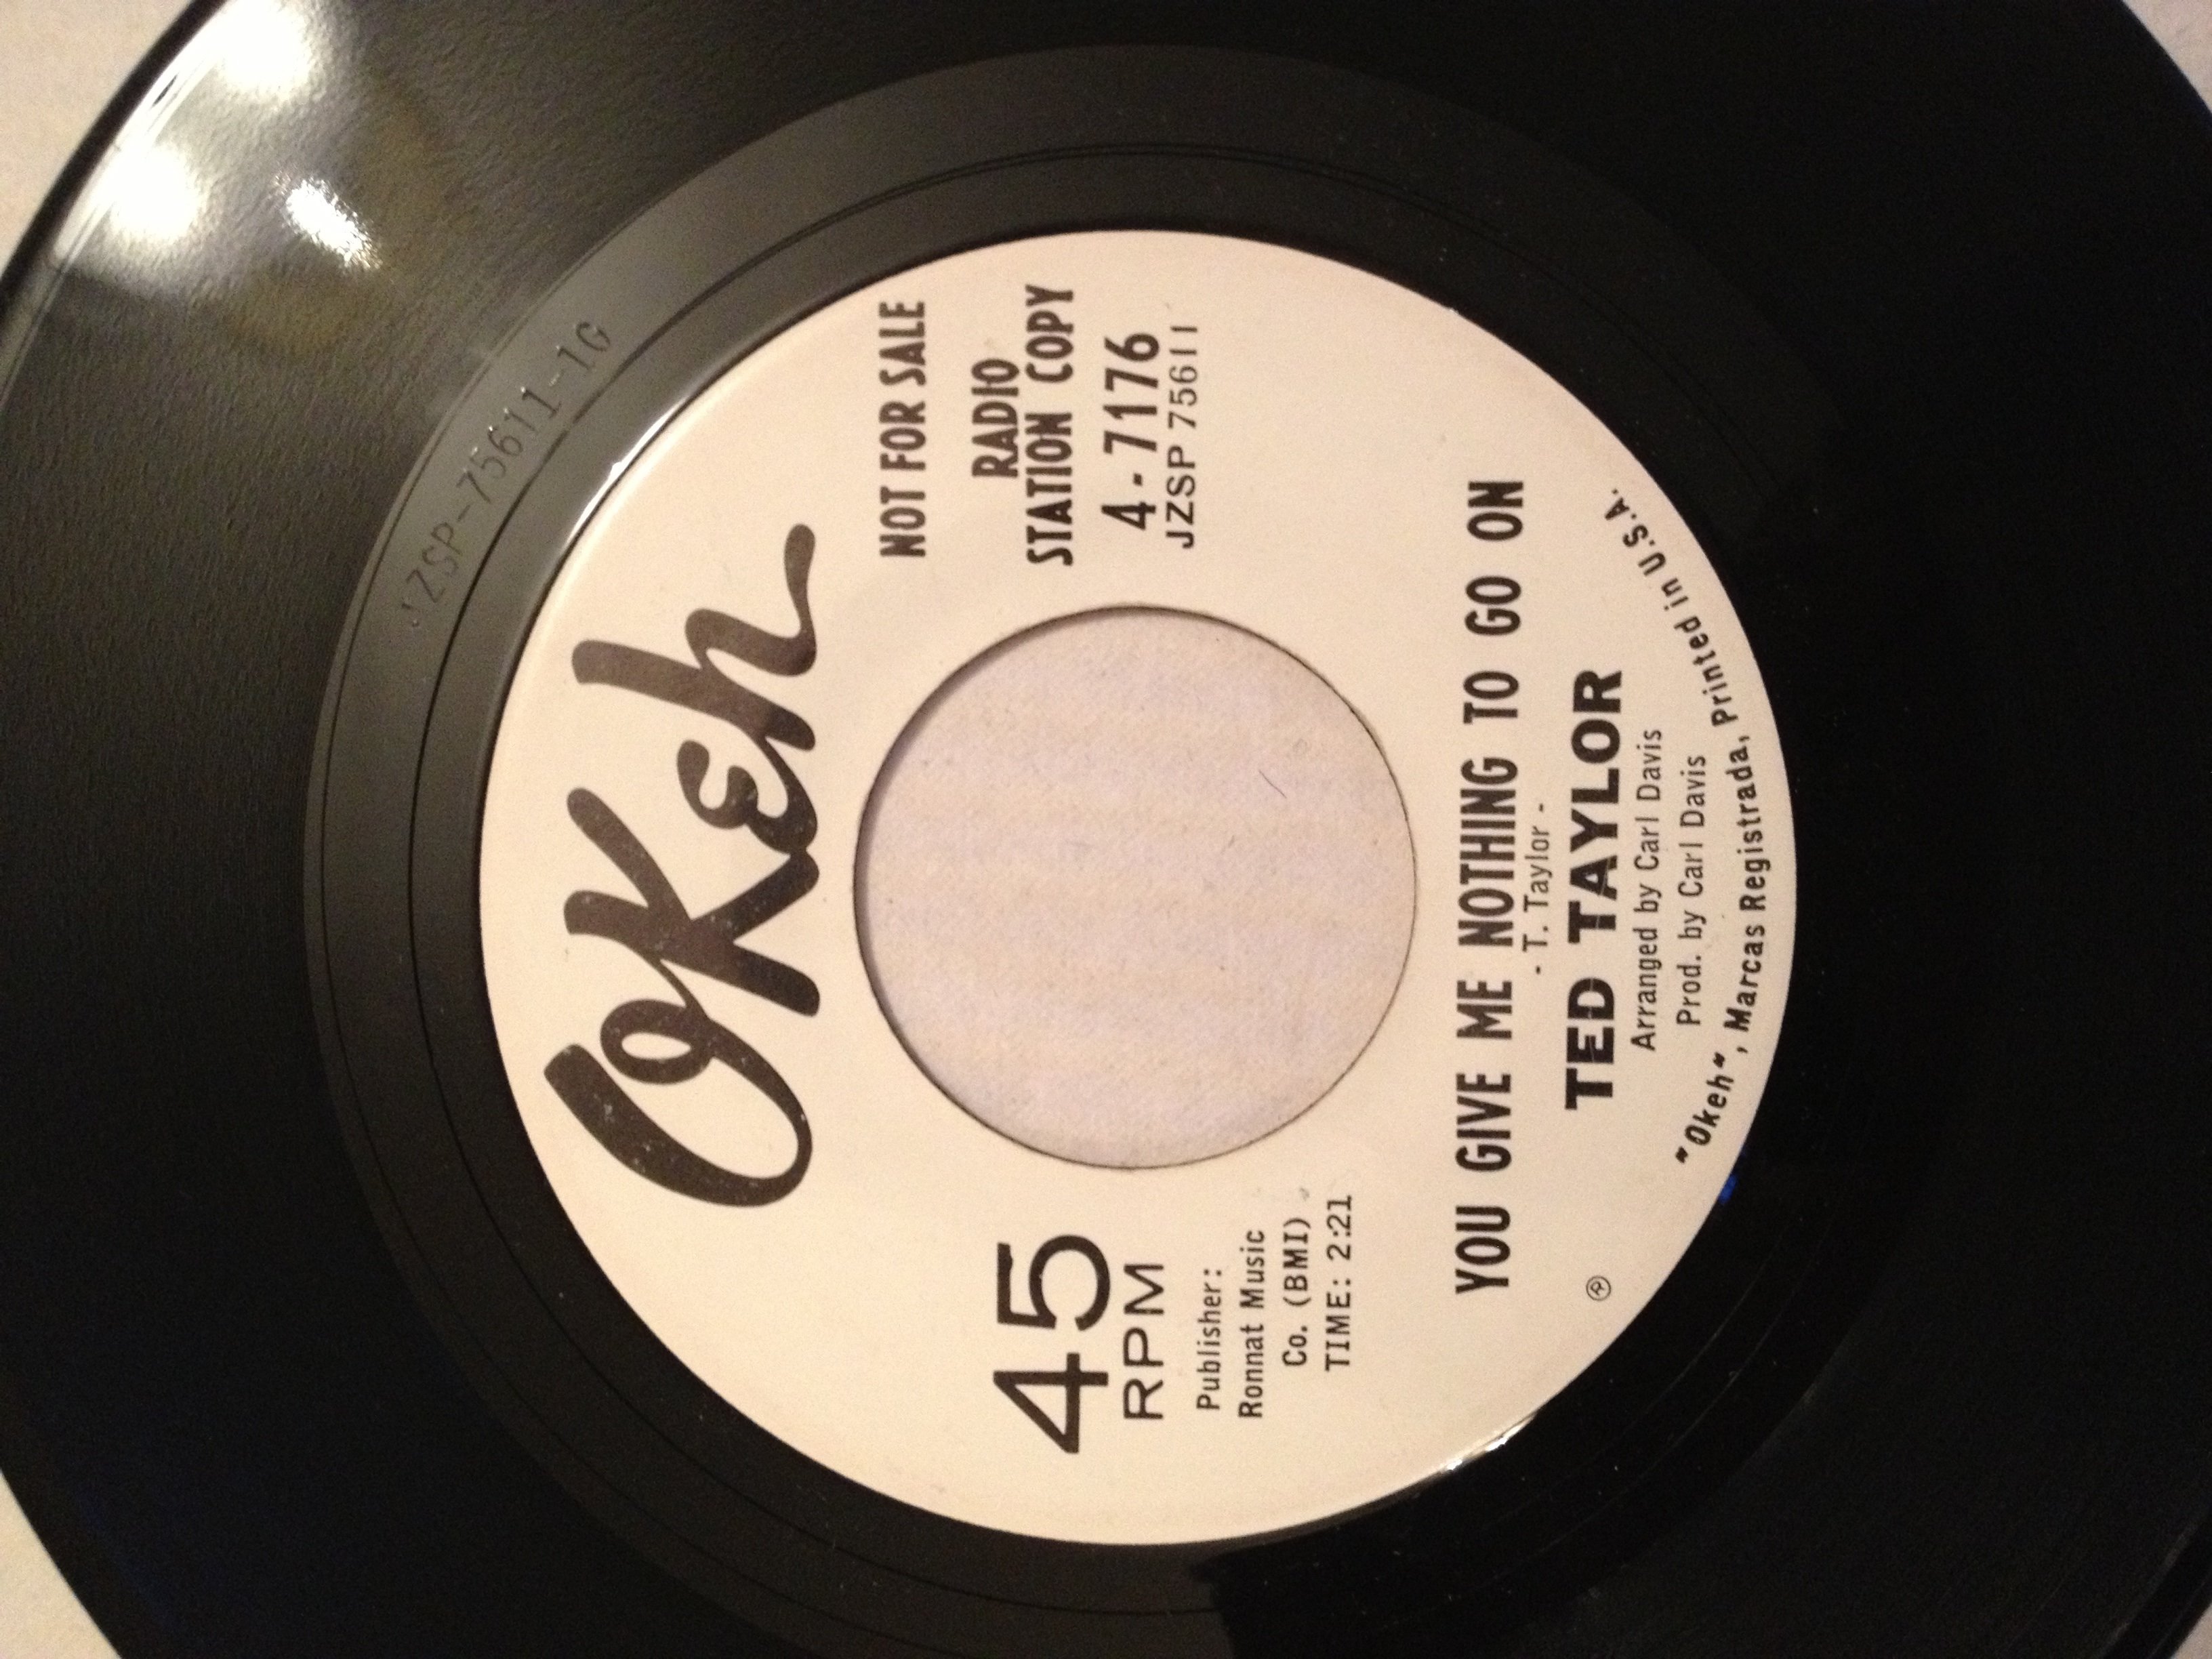 OKeh
NOT FOR SALE
RADIO
STATION COPY
4-7176
JZSP 75611
45
RPM
Publisher:
Ronnat Music
Co. (BMI)
TIME: 2:21
YOU GIVE ME NOTHING TO GO ON
- T. Taylor -
TED TAYLOR
Arranged by Carl Davis
Prod. by Carl Davis
"Okeh", Marcas Registrada, Printed in U.S.A.
℗
JZSP-75611-1G